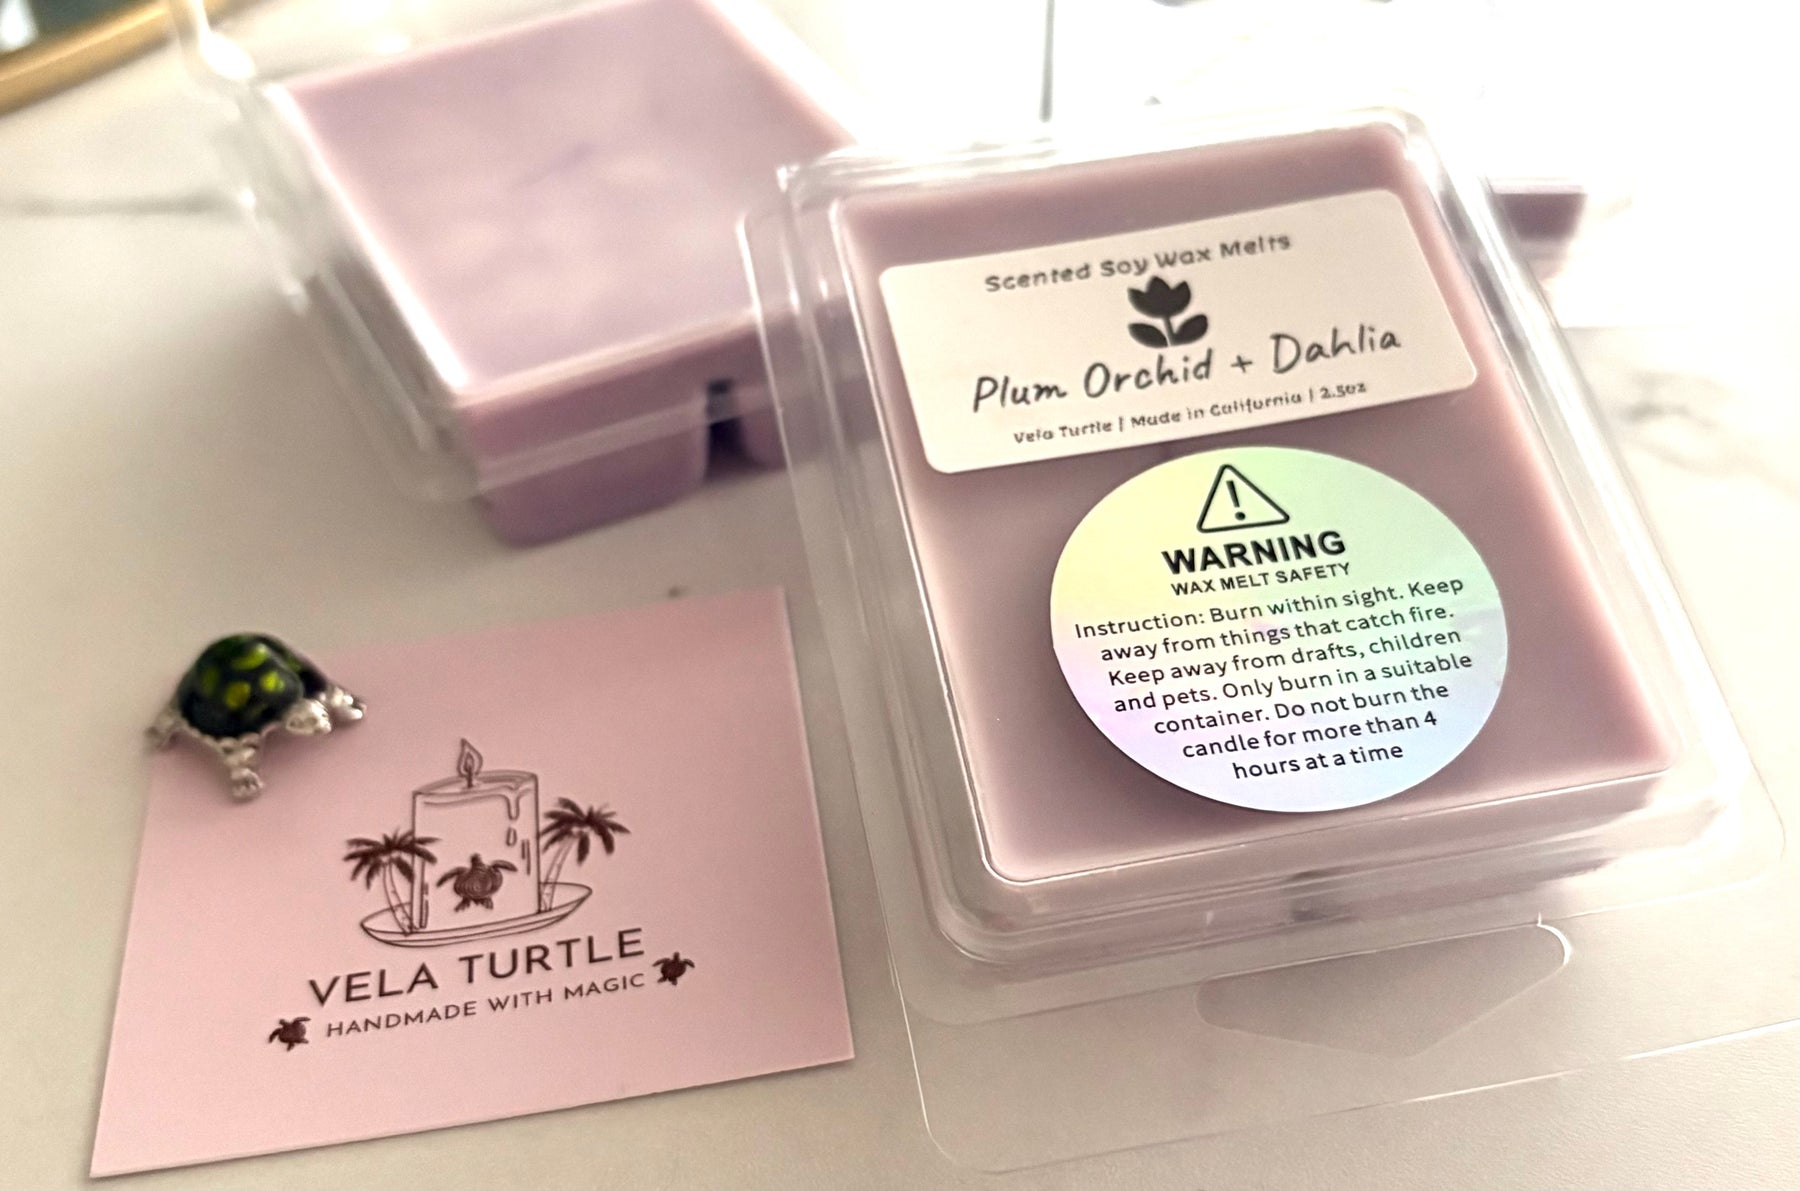 Scented Soy Wax Melts
Plum Orchid + Dahlia
Vela Turtle | Made in California | 2.5oz
WARNING
WAX MELT SAFETY
Instruction: Burn within sight. Keep
away from things that catch fire.
Keep away from drafts, children
and pets. Only burn in a suitable
container. Do not burn the
candle for more than 4
hours at a time
VELA TURTLE
HANDMADE WITH MAGIC